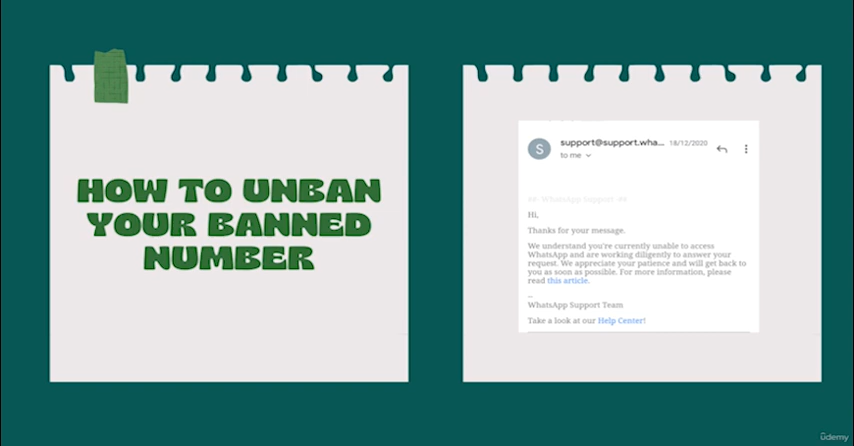 HOW TO UNBAN
YOUR BANNED
NUMBER
S
support@support.wha... 18/12/2020
to me
##- WhatsApp Support -##
Hi,
Thanks for your message.
We understand you're currently unable to access
WhatsApp and are working diligently to answer your
request. We appreciate your patience and will get back to
you as soon as possible. For more information, please
read this article.
--
WhatsApp Support Team
Take a look at our Help Center!
udemy